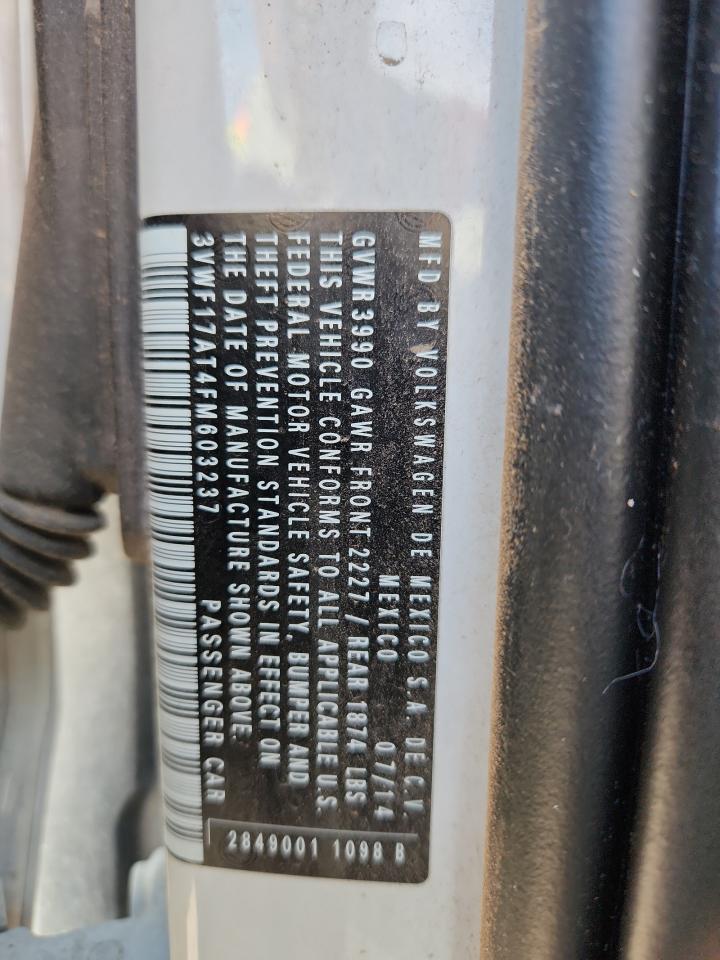 MFD BY VOLKSWAGEN DE MEXICO S.A. DE C.V.
MEXICO 07/14
GVWR 3990 GAWR FRONT 2227 / REAR 1874 LBS
THIS VEHICLE CONFORMS TO ALL APPLICABLE U.S
FEDERAL MOTOR VEHICLE SAFETY, BUMPER AND
THEFT PREVENTION STANDARDS IN EFFECT ON
THE DATE OF MANUFACTURE SHOWN ABOVE:
3VWF17A14FM603237 PASSENGER CAR
2849001 1098 B